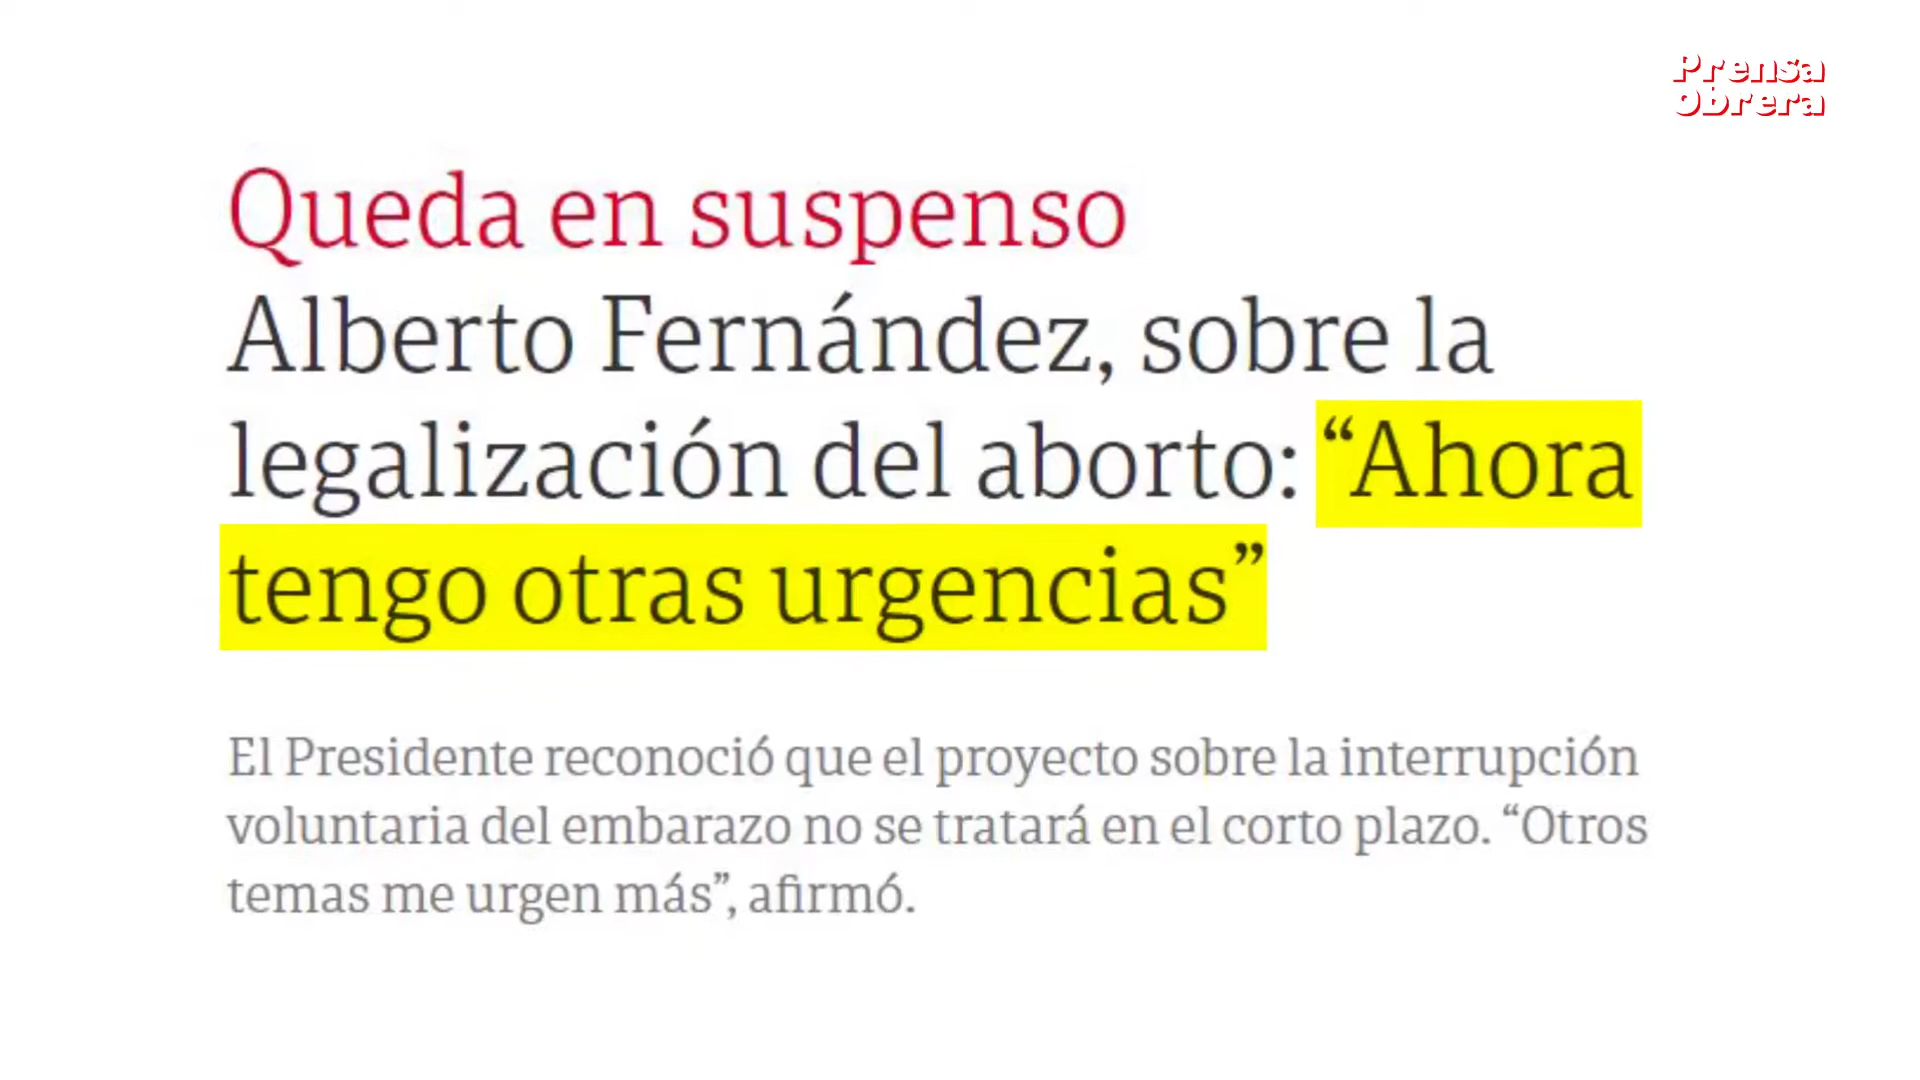 Prensa
Obrera
Queda en suspenso
Alberto Fernández, sobre la
legalización del aborto: “Ahora
tengo otras urgencias”
El Presidente reconoció que el proyecto sobre la interrupción
voluntaria del embarazo no se tratará en el corto plazo. “Otros
temas me urgen más”, afirmó.